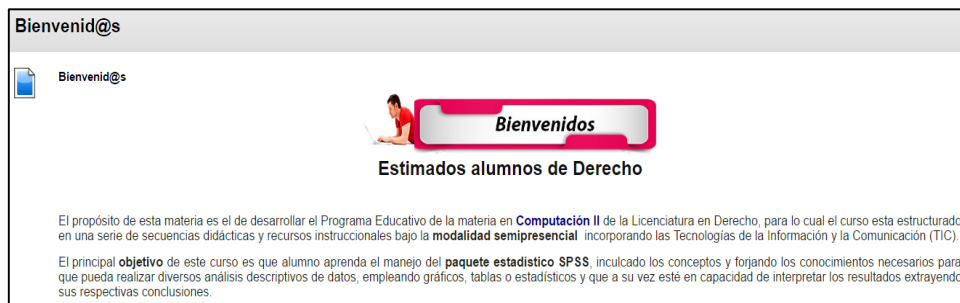 Bienvenid@s
Bienvenid@s
Bienvenidos
Estimados alumnos de Derecho
El propósito de esta materia es el de desarrollar el Programa Educativo de la materia en Computación II de la Licenciatura en Derecho, para lo cual el curso esta estructurado
en una serie de secuencias didácticas y recursos instruccionales bajo la modalidad semipresencial incorporando las Tecnologías de la Información y la Comunicación (TIC).
El principal objetivo de este curso es que alumno aprenda el manejo del paquete estadistico SPSS, inculcado los conceptos y forjando los conocimientos necesarios para
que pueda realizar diversos análisis descriptivos de datos, empleando gráficos, tablas o estadísticos y que a su vez esté en capacidad de interpretar los resultados extrayendo
sus respectivas conclusiones.